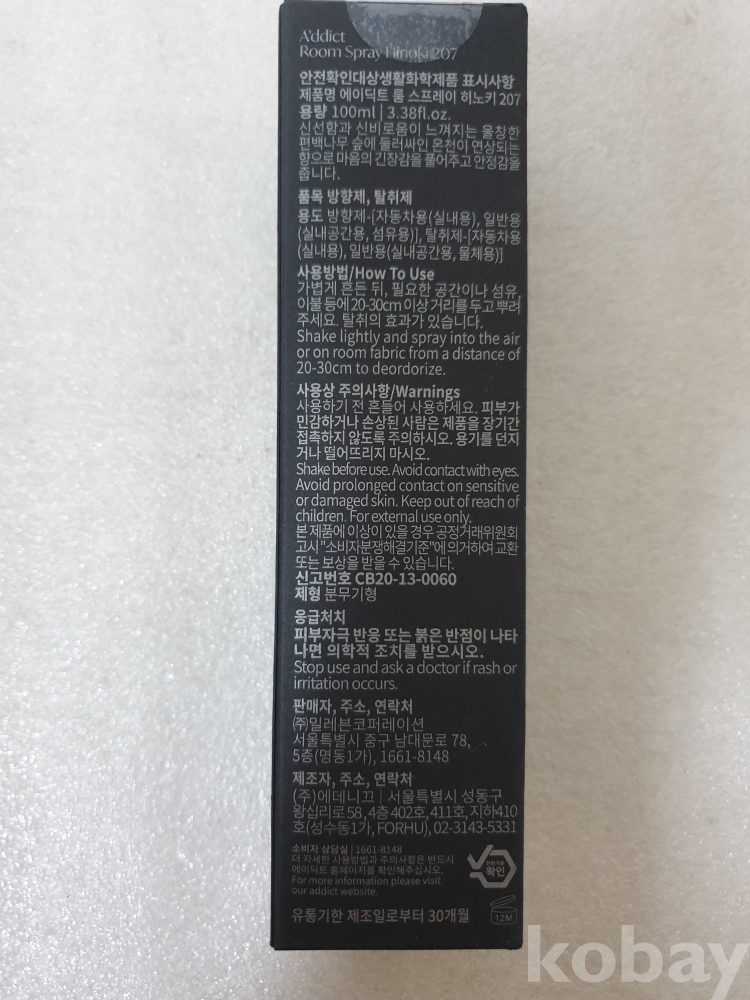 A'ddict
Room Spray Hinoki 207
안전확인대상생활화학제품 표시사항
제품명 에이딕트 룸 스프레이 히노키 207
용량 100ml | 3.38fl.oz.
신선함과 신비로움이 느껴지는 울창한
편백나무 숲에 둘러싸인 온천이 연상되는
향으로 마음의 긴장감을 풀어주고 안정감을
줍니다.
품목 방향제, 탈취제
용도 방향제-[자동차용(실내용), 일반용
(실내공간용, 섬유용)], 탈취제-[자동차용
(실내용), 일반용(실내공간용, 물체용)]
사용방법/How To Use
가볍게 흔든 뒤, 필요한 공간이나 섬유,
이불 등에 20-30cm 이상 거리를 두고 뿌려
주세요. 탈취의 효과가 있습니다.
Shake lightly and spray into the air
or on room fabric from a distance of
20-30cm to deordorize.
사용상 주의사항/Warnings
사용하기 전 흔들어 사용하세요. 피부가
민감하거나 손상된 사람은 제품을 장기간
접촉하지 않도록 주의하시오. 용기를 던지
거나 떨어뜨리지 마시오.
Shake before use. Avoid contact with eyes.
Avoid prolonged contact on sensitive
or damaged skin. Keep out of reach of
children. For external use only.
본 제품에 이상이 있을 경우 공정거래위원회
고시 "소비자분쟁해결기준"에 의거하여 교환
또는 보상을 받을 수 있습니다.
신고번호 CB20-13-0060
제형 분무기형
응급처치
피부자극 반응 또는 붉은 반점이 나타
나면 의학적 조치를 받으시오.
Stop use and ask a doctor if rash or
irritation occurs.
판매자, 주소, 연락처
㈜일레븐코퍼레이션
서울특별시 중구 남대문로 78,
5층(명동1가), 1661-8148
제조자, 주소, 연락처
(주)에데니끄 | 서울특별시 성동구
왕십리로 58, 4층 402호, 411호, 지하410
호(성수동1가, FORHU), 02-3143-5331
소비자 상담실 | 1661-8148
더 자세한 사용방법과 주의사항은 반드시
에이딕트 홈페이지를 확인해주십시오.
For more information please visit
our addict website.
안전기준
확인
유통기한 제조일로부터 30개월
12M
kobay